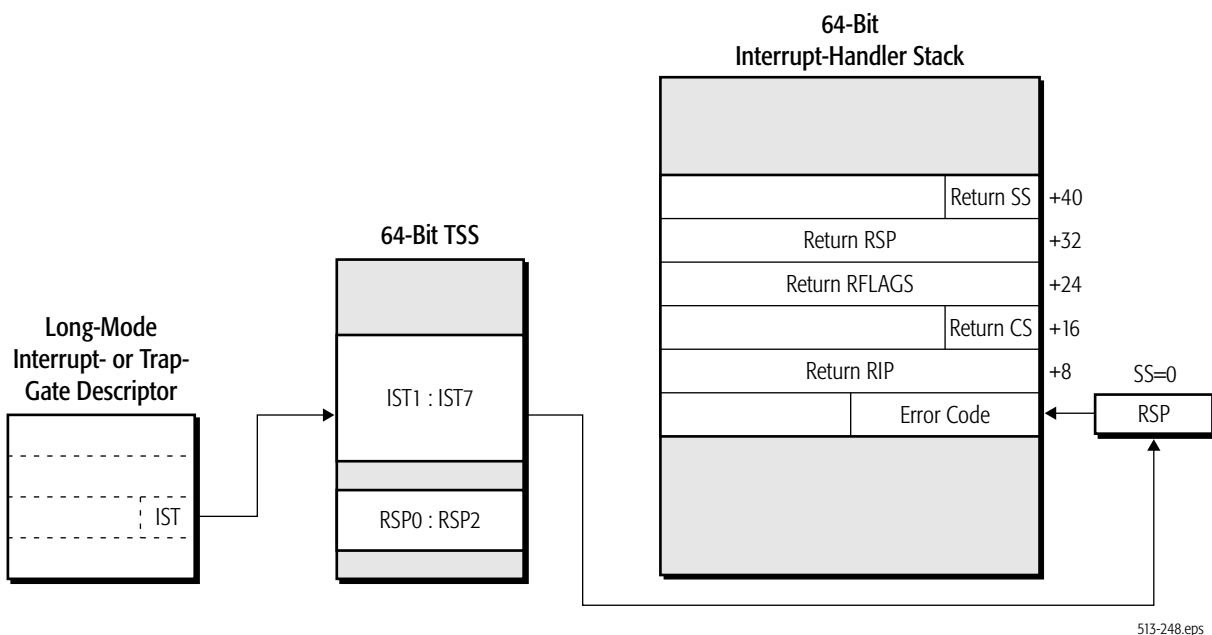 64-Bit
Interrupt-Handler Stack
Return SS +40
Return RSP +32
Return RFLAGS +24
Return CS +16
Return RIP +8
Error Code
SS=0
RSP
64-Bit TSS
IST1 : IST7
RSP0 : RSP2
Long-Mode
Interrupt- or Trap-
Gate Descriptor
IST
513-248.eps